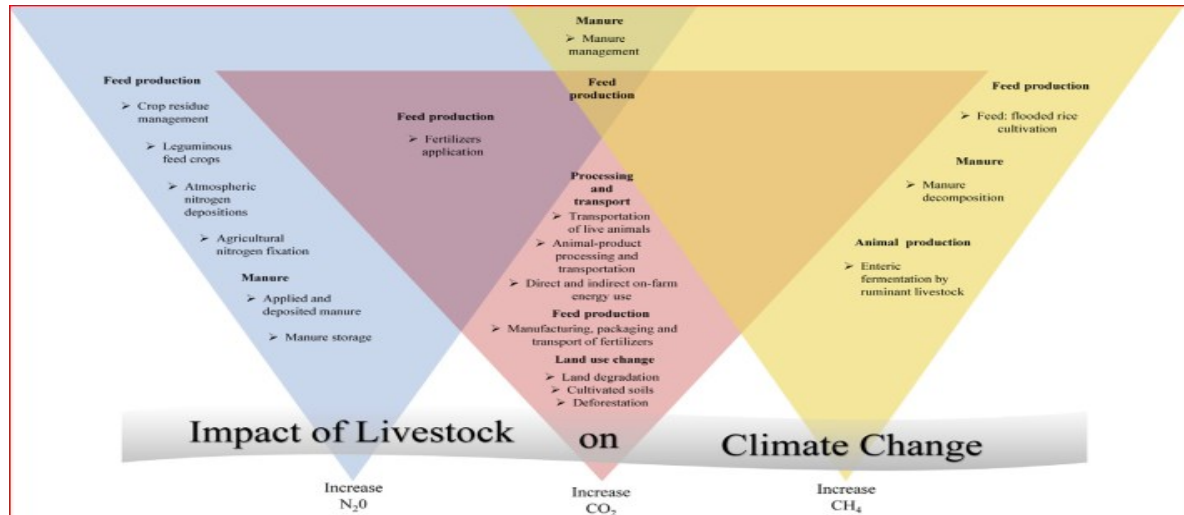 Manure
➢ Manure
management
Feed production
➢ Crop residue
management
➢ Leguminous
feed crops
➢ Atmospheric
nitrogen
depositions
➢ Agricultural
nitrogen fixation
Manure
➢ Applied and
deposited manure
➢ Manure storage
Feed production
➢ Fertilizers
application
Feed
production
Processing
and
transport
➢ Transportation
of live animals
➢ Animal-product
processing and
transportation
➢ Direct and indirect on-farm
energy use
Feed production
➢ Manufacturing, packaging and
transport of fertilizers
Land use change
➢ Land degradation
➢ Cultivated soils
➢ Deforestation
Feed production
➢ Feed: flooded rice
cultivation
Manure
➢ Manure
decomposition
Animal production
➢ Enteric
fermentation by
ruminant livestock
Impact of Livestock on Climate Change
Increase
N₂0
Increase
CO₂
Increase
CH₄